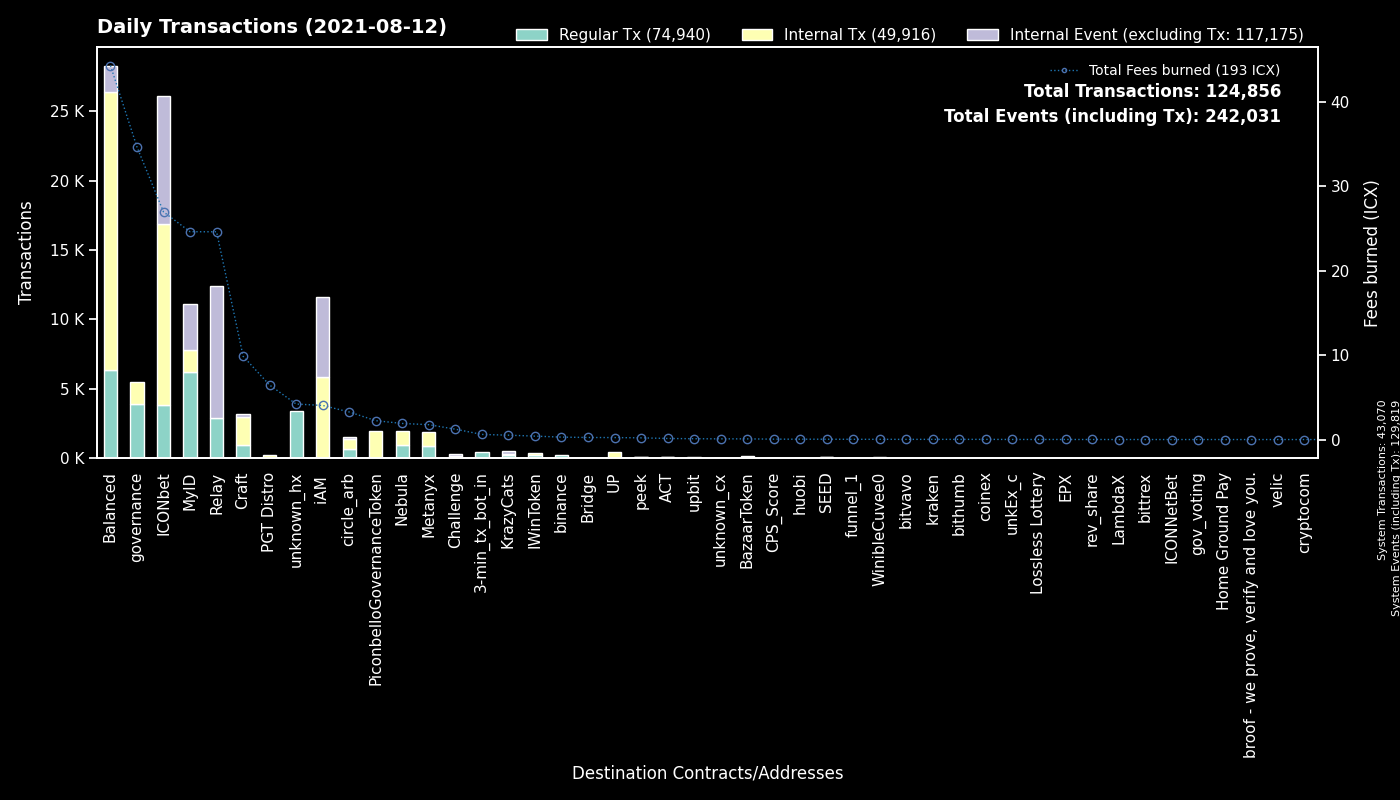 Daily Transactions (2021-08-12)
Regular Tx (74,940)
Internal Tx (49,916)
Internal Event (excluding Tx: 117,175)
Total Fees burned (193 ICX)
Total Transactions: 124,856
Total Events (including Tx): 242,031
Transactions
25 K
20 K
15 K
10 K
5 K
0 K
40
30
20
10
0
Fees burned (ICX)
Balanced
governance
ICONbet
MyID
Relay
Craft
PGT Distro
unknown_hx
iAM
circle_arb
PiconbelloGovernanceToken
Nebula
Metanyx
Challenge
3-min_tx_bot_in
KrazyCats
IWinToken
binance
Bridge
UP
peek
ACT
upbit
unknown_cx
BazaarToken
CPS_Score
huobi
SEED
funnel_1
WinibleCuvee0
bitvavo
kraken
bithumb
coinex
unkEx_c
Lossless Lottery
EPX
rev_share
LambdaX
bittrex
ICONNetBet
gov_voting
Home Ground Pay
broof - we prove, verify and love you.
velic
cryptocom
Destination Contracts/Addresses
System Transactions: 43,070
System Events (including Tx): 129,819